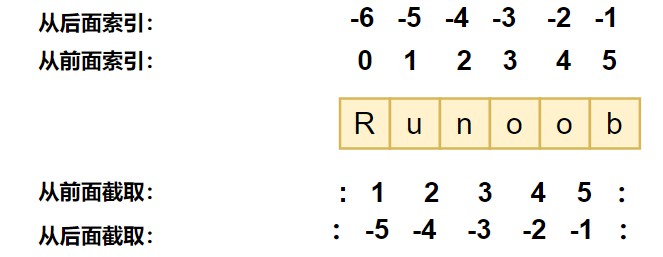 从后面索引： -6 -5 -4 -3 -2 -1
从前面索引： 0 1 2 3 4 5
R u n o o b
从前面截取： : 1 2 3 4 5 :
从后面截取： : -5 -4 -3 -2 -1 :